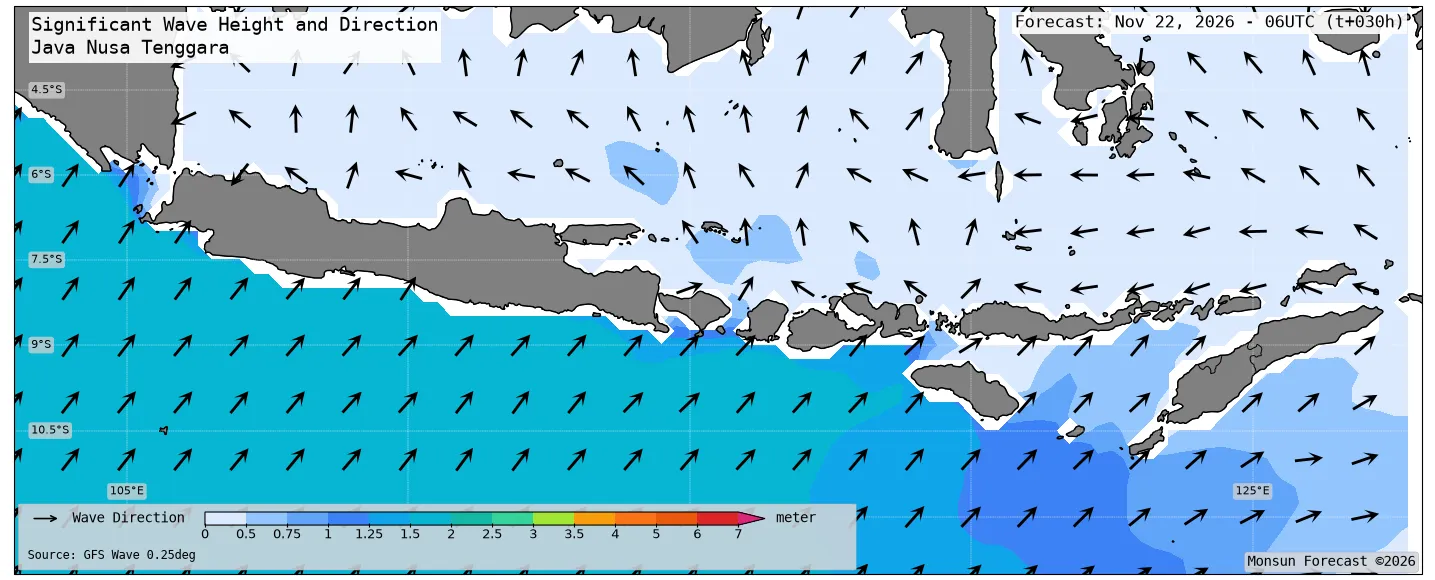 Significant Wave Height and Direction
Java Nusa Tenggara
Forecast: Nov 22, 2026 - 06UTC (t+030h)
4.5°S
6°S
7.5°S
9°S
10.5°S
105°E
125°E
Wave Direction
0 0.5 0.75 1 1.25 1.5 2 2.5 3 3.5 4 5 6 7
meter
Source: GFS Wave 0.25deg
Monsun Forecast ©2026